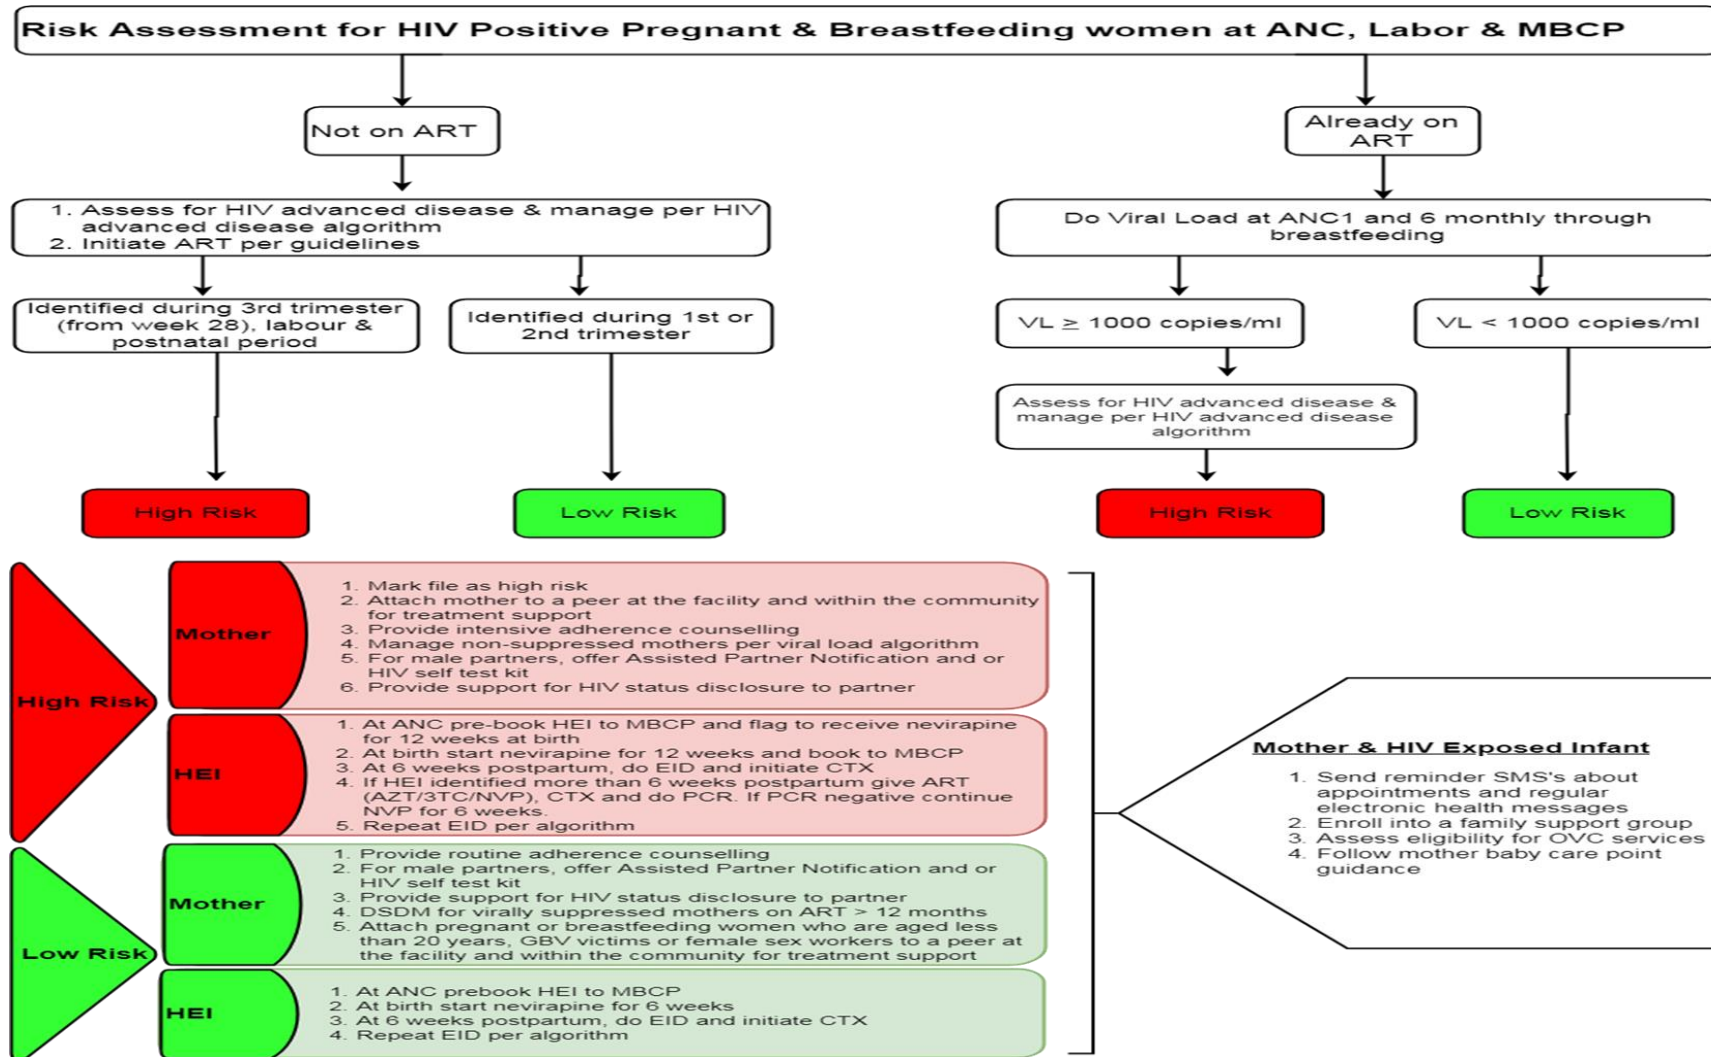 Risk Assessment for HIV Positive Pregnant & Breastfeeding women at ANC, Labor & MBCP
Not on ART
Already on
ART
1. Assess for HIV advanced disease & manage per HIV
advanced disease algorithm
2. Initiate ART per guidelines
Do Viral Load at ANC1 and 6 monthly through
breastfeeding
Identified during 3rd trimester
(from week 28), labour &
postnatal period
Identified during 1st or
2nd trimester
VL ≥ 1000 copies/ml
VL < 1000 copies/ml
Assess for HIV advanced disease &
manage per HIV advanced disease
algorithm
High Risk
Low Risk
High Risk
Low Risk
High Risk
Mother
1. Mark file as high risk
2. Attach mother to a peer at the facility and within the community
for treatment support
3. Provide intensive adherence counselling
4. Manage non-suppressed mothers per viral load algorithm
5. For male partners, offer Assisted Partner Notification and or
HIV self test kit
6. Provide support for HIV status disclosure to partner
HEI
1. At ANC pre-book HEI to MBCP and flag to receive nevirapine
for 12 weeks at birth
2. At birth start nevirapine for 12 weeks and book to MBCP
3. At 6 weeks postpartum, do EID and initiate CTX
4. If HEI identified more than 6 weeks postpartum give ART
(AZT/3TC/NVP), CTX and do PCR. If PCR negative continue
NVP for 6 weeks.
5. Repeat EID per algorithm
Low Risk
Mother
1. Provide routine adherence counselling
2. For male partners, offer Assisted Partner Notification and or
HIV self test kit
3. Provide support for HIV status disclosure to partner
4. DSDM for virally suppressed mothers on ART > 12 months
5. Attach pregnant or breastfeeding women who are aged less
than 20 years, GBV victims or female sex workers to a peer at
the facility and within the community for treatment support
HEI
1. At ANC prebook HEI to MBCP
2. At birth start nevirapine for 6 weeks
3. At 6 weeks postpartum, do EID and initiate CTX
4. Repeat EID per algorithm
Mother & HIV Exposed Infant
1. Send reminder SMS's about
appointments and regular
electronic health messages
2. Enroll into a family support group
3. Assess eligibility for OVC services
4. Follow mother baby care point
guidance